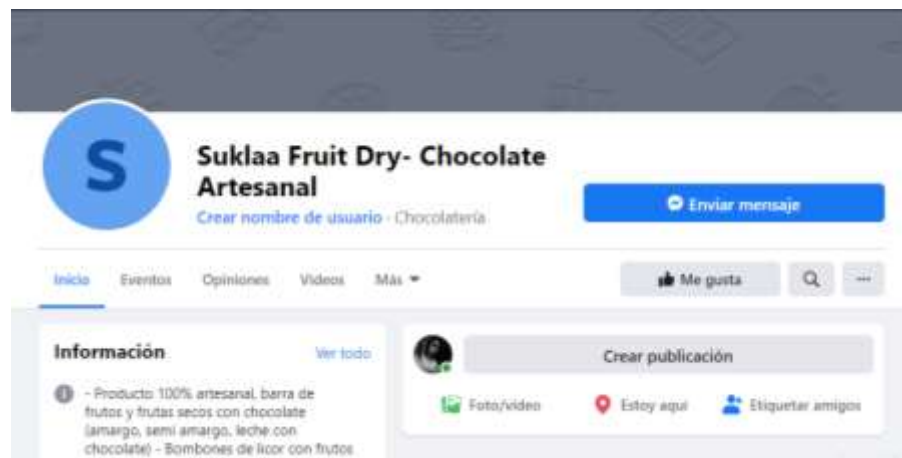 S
Suklaa Fruit Dry- Chocolate
Artesanal
Crear nombre de usuario · Chocolatería
Enviar mensaje
Inicio Eventos Opiniones Videos Más
Me gusta
Información Ver todo
- Producto 100% artesanal, barra de
frutos y frutas secos con chocolate
(amargo, semi amargo, leche con
chocolate) - Bombones de licor con frutos
Crear publicación
Foto/video Estoy aquí Etiquetar amigos